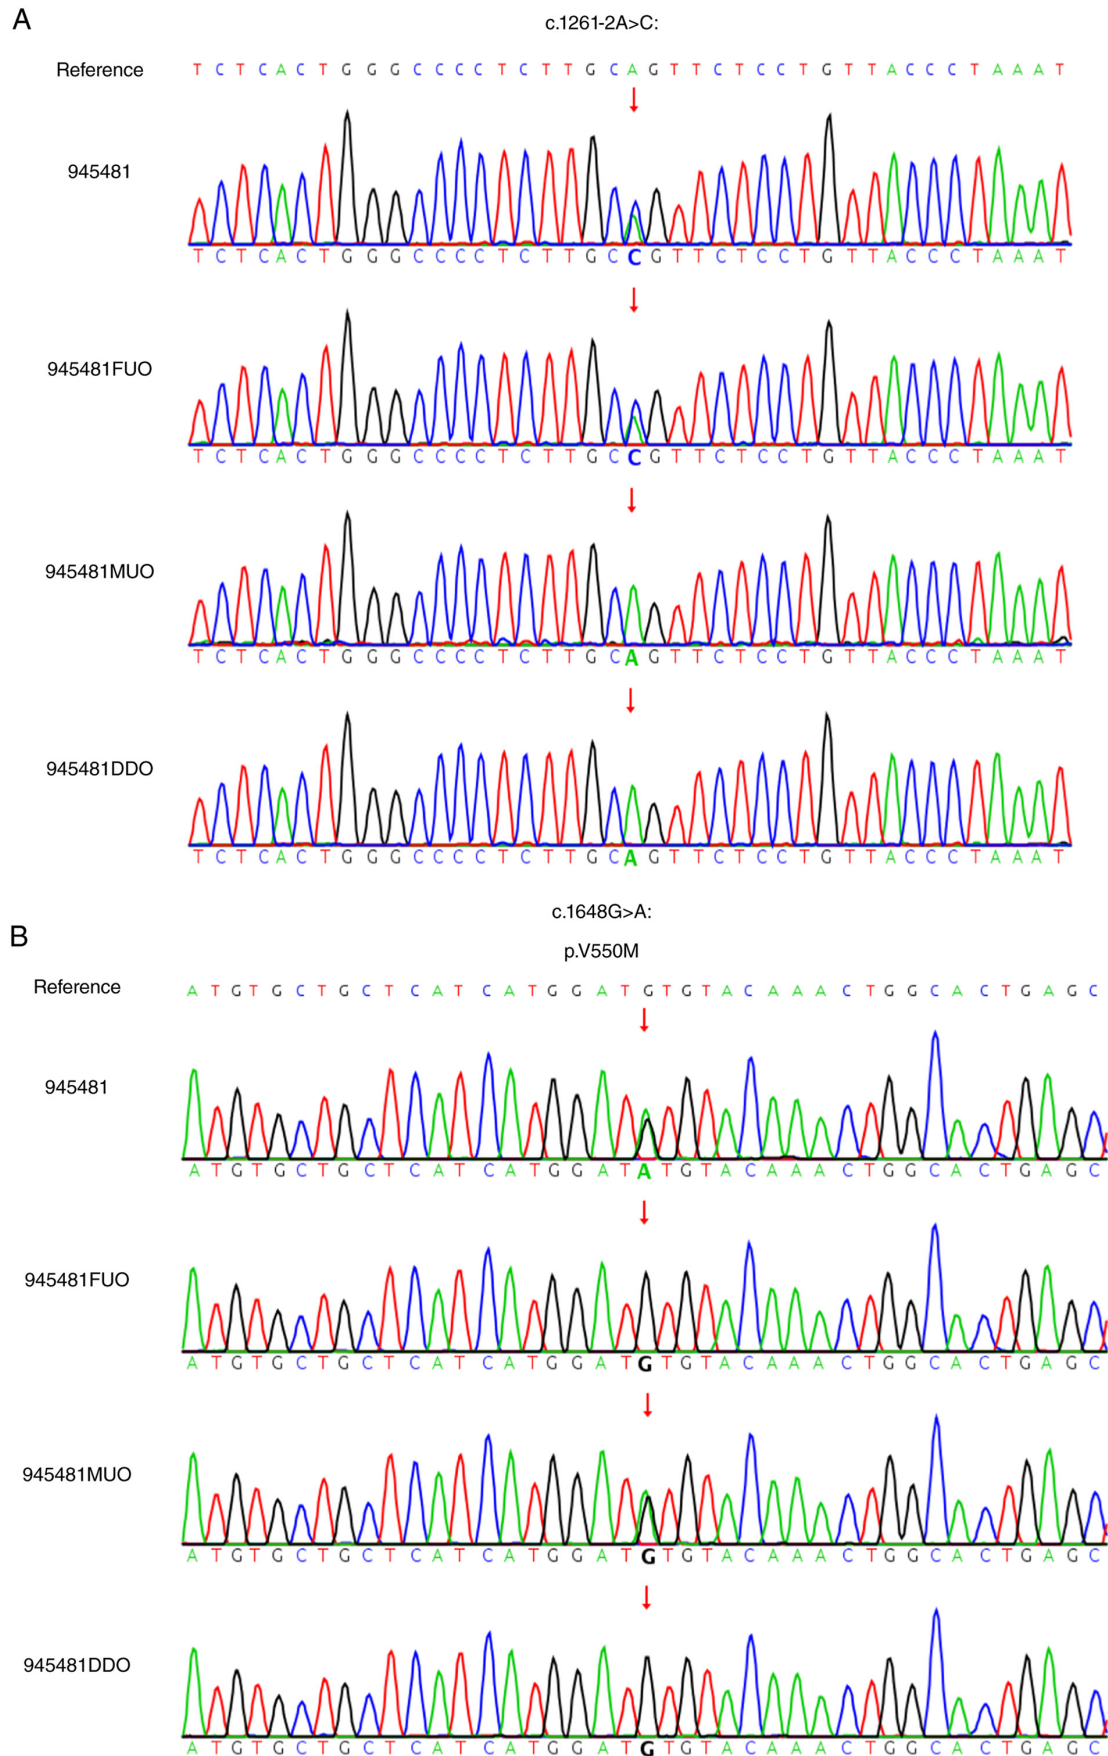 A
c.1261-2A>C:
Reference T C T C A C T G G G C C C C T C T T G C A G T T C T C C T G T T A C C C T A A A T
945481
T C T C A C T G G G C C C C T C T T G C C G T T C T C C T G T T A C C C T A A A T
945481FUO
T C T C A C T G G G C C C C T C T T G C C G T T C T C C T G T T A C C C T A A A T
945481MUO
T C T C A C T G G G C C C C T C T T G C A G T T C T C C T G T T A C C C T A A A T
945481DDO
T C T C A C T G G G C C C C T C T T G C A G T T C T C C T G T T A C C C T A A A T
c.1648G>A:
B
p.V550M
Reference A T G T G C T G C T C A T C A T G G A T G T G T A C A A A C T G G C A C T G A G C
945481
A T G T G C T G C T C A T C A T G G A T A T G T A C A A A C T G G C A C T G A G C
945481FUO
A T G T G C T G C T C A T C A T G G A T G T G T A C A A A C T G G C A C T G A G C
945481MUO
A T G T G C T G C T C A T C A T G G A T G T G T A C A A A C T G G C A C T G A G C
945481DDO
A T G T G C T G C T C A T C A T G G A T G T G T A C A A A C T G G C A C T G A G C